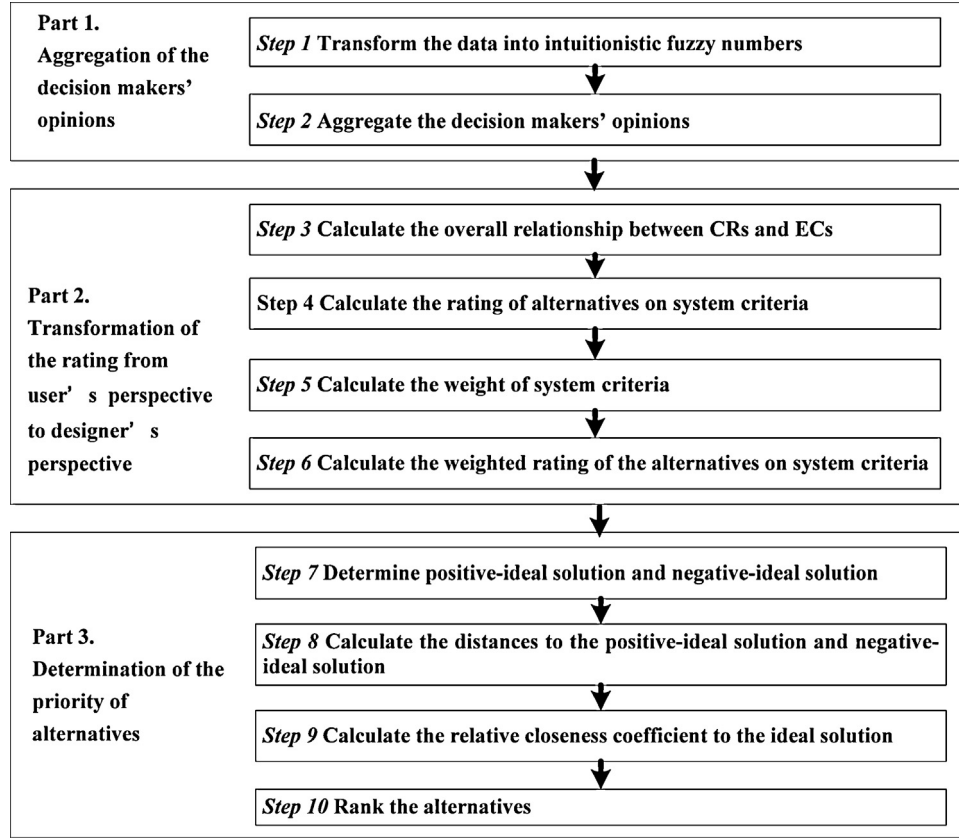 Part 1.
Aggregation of the
decision makers’
opinions
Step 1 Transform the data into intuitionistic fuzzy numbers
Step 2 Aggregate the decision makers’ opinions
Part 2.
Transformation of
the rating from
user’ s perspective
to designer’ s
perspective
Step 3 Calculate the overall relationship between CRs and ECs
Step 4 Calculate the rating of alternatives on system criteria
Step 5 Calculate the weight of system criteria
Step 6 Calculate the weighted rating of the alternatives on system criteria
Part 3.
Determination of the
priority of
alternatives
Step 7 Determine positive-ideal solution and negative-ideal solution
Step 8 Calculate the distances to the positive-ideal solution and negative-
ideal solution
Step 9 Calculate the relative closeness coefficient to the ideal solution
Step 10 Rank the alternatives